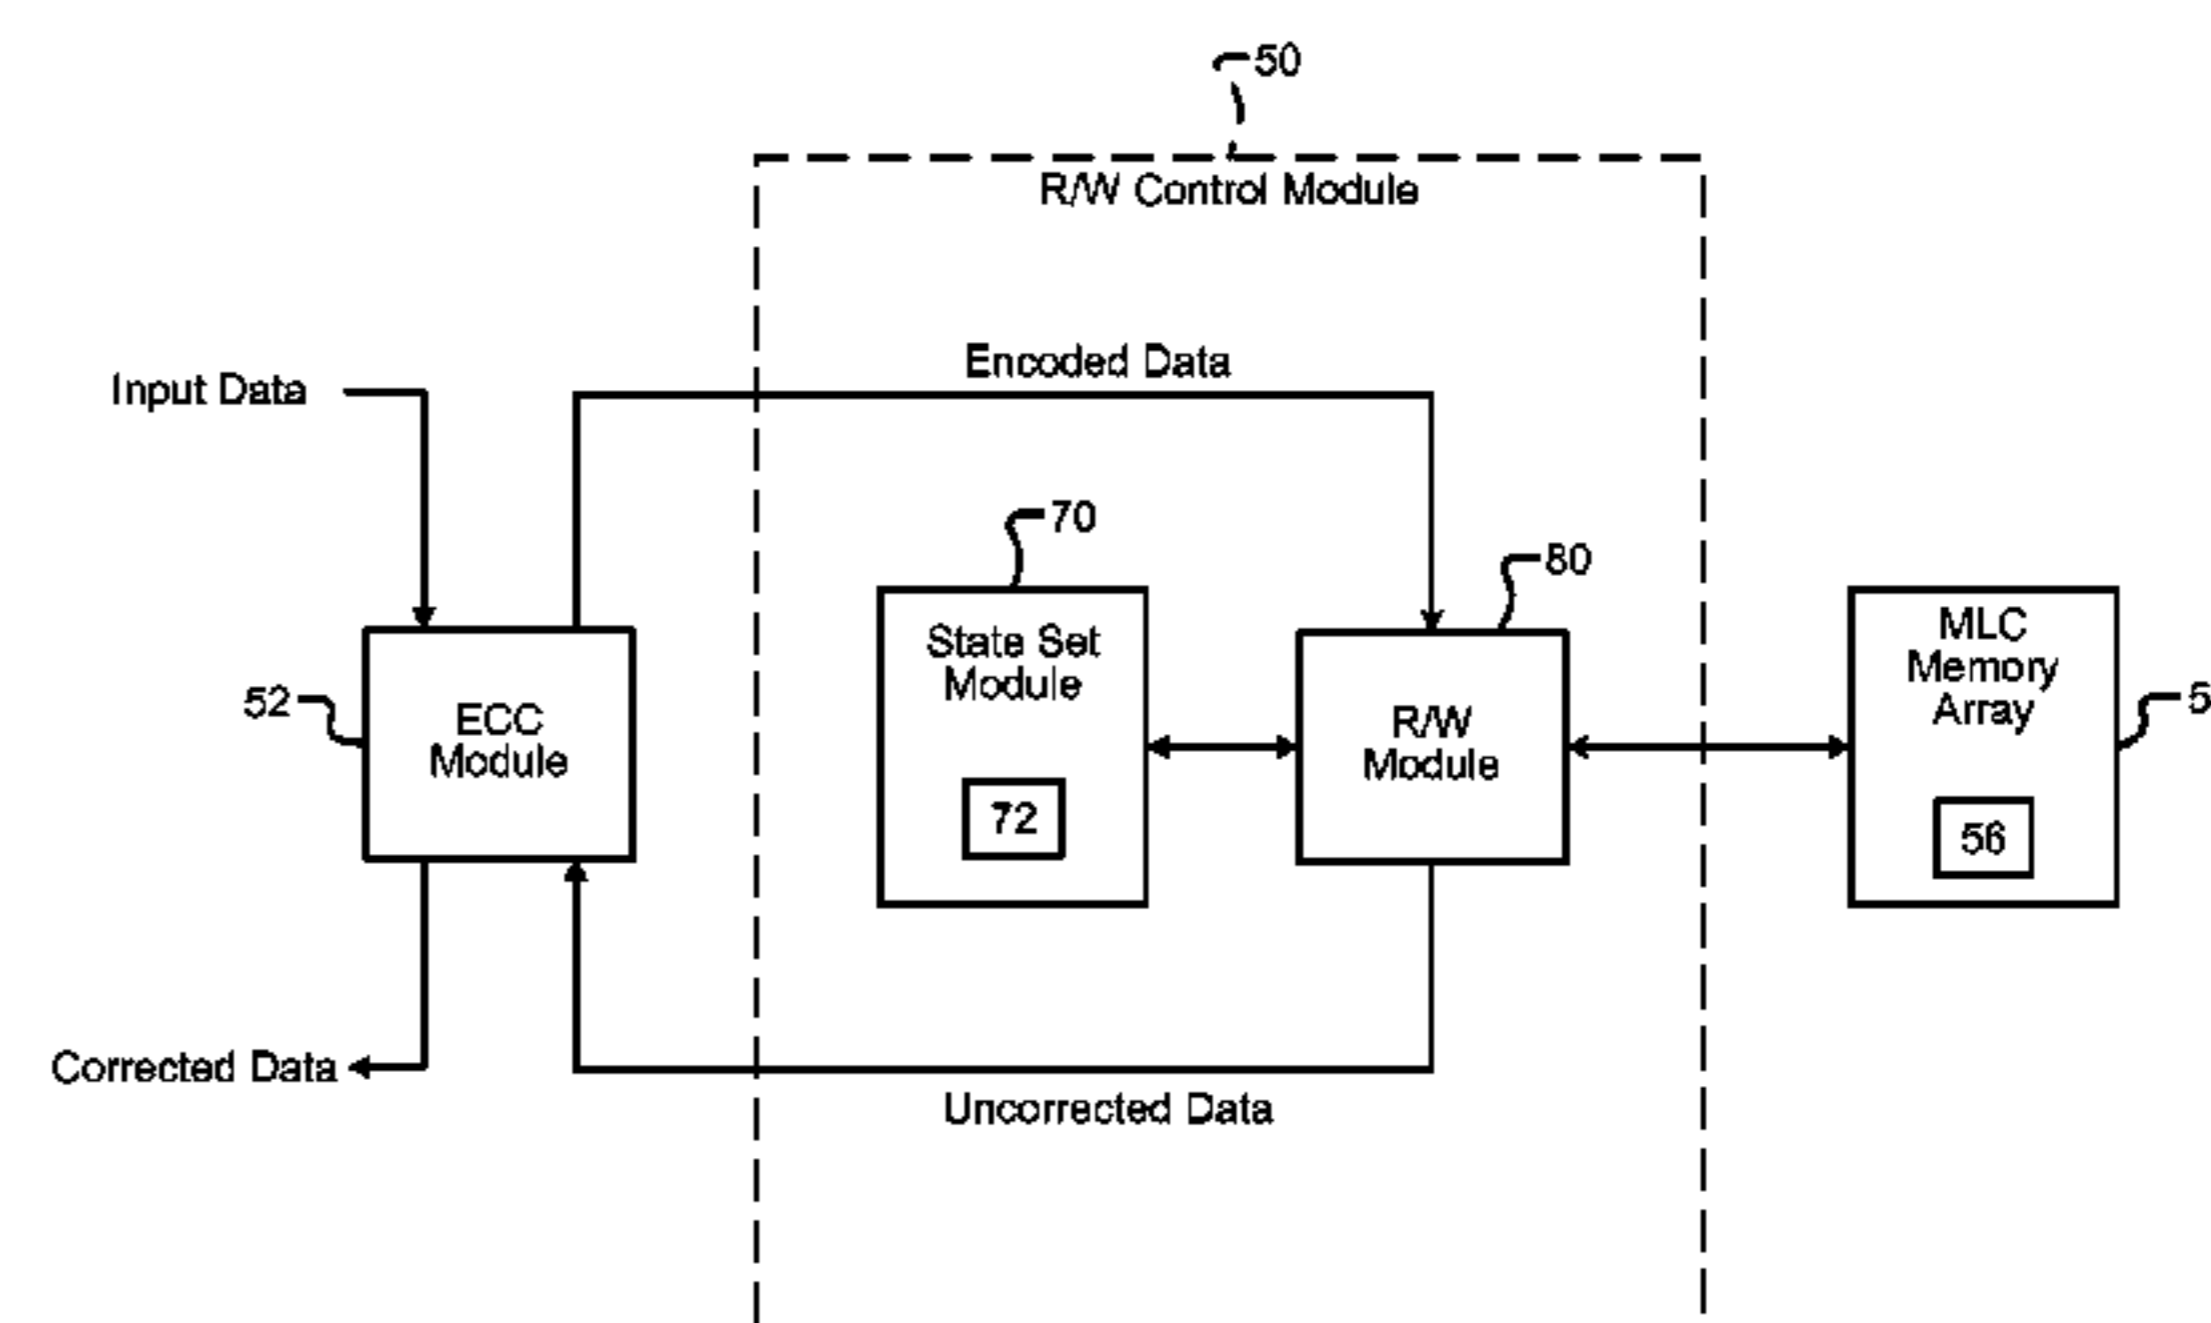 50
R/W Control Module
Encoded Data
Input Data
70
80
State Set
Module
MLC
Memory
Array
52
ECC
Module
R/W
Module
72
56
Corrected Data
Uncorrected Data